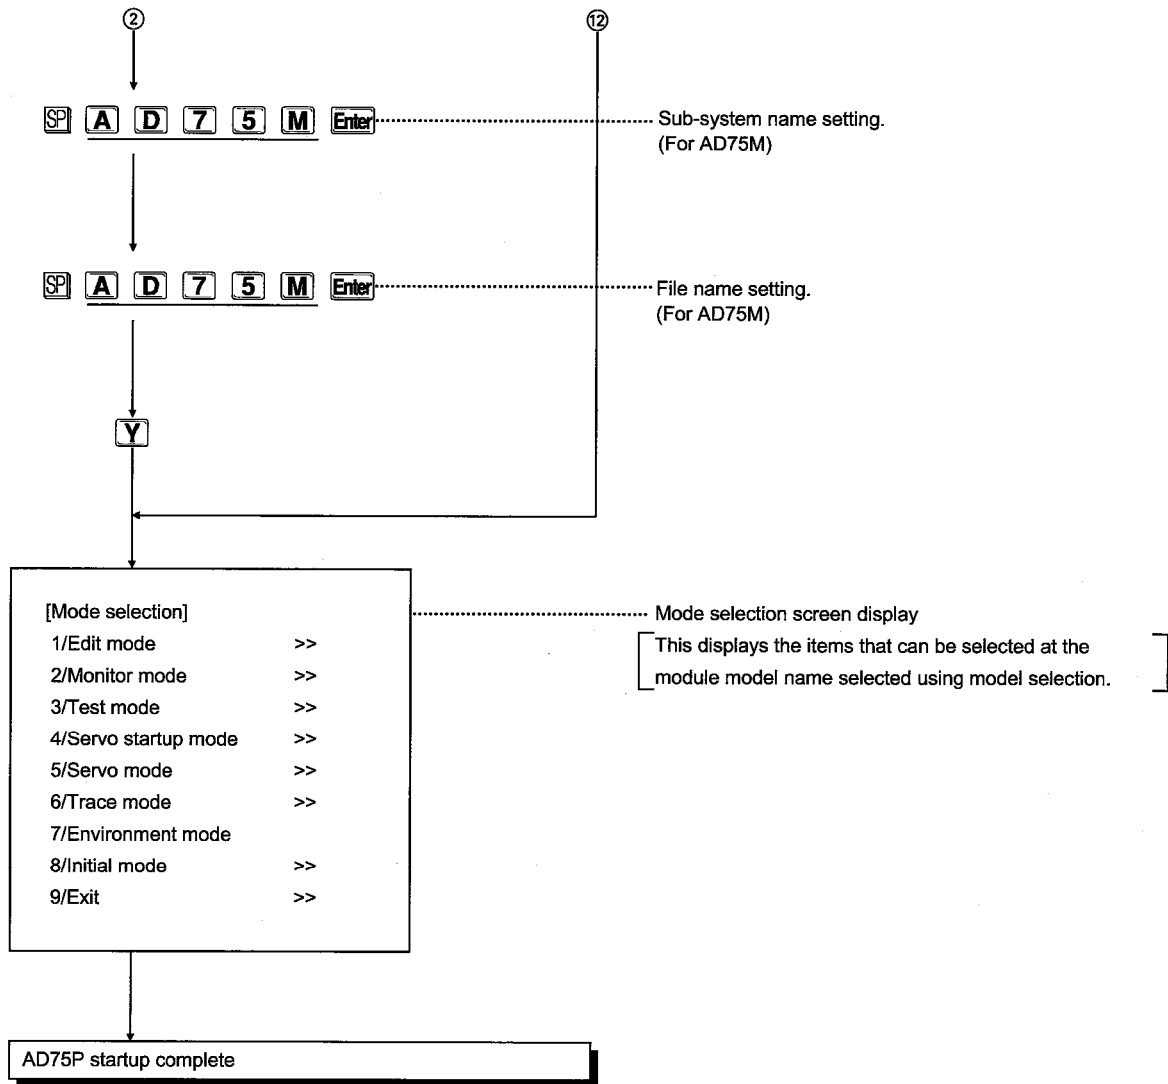 ② ⑫
SP A D 7 5 M Enter Sub-system name setting.
(For AD75M)
SP A D 7 5 M Enter File name setting.
(For AD75M)
Y
[Mode selection] Mode selection screen display
1/Edit mode >> This displays the items that can be selected at the
2/Monitor mode >> module model name selected using model selection.
3/Test mode >>
4/Servo startup mode >>
5/Servo mode >>
6/Trace mode >>
7/Environment mode
8/Initial mode >>
9/Exit >>
AD75P startup complete